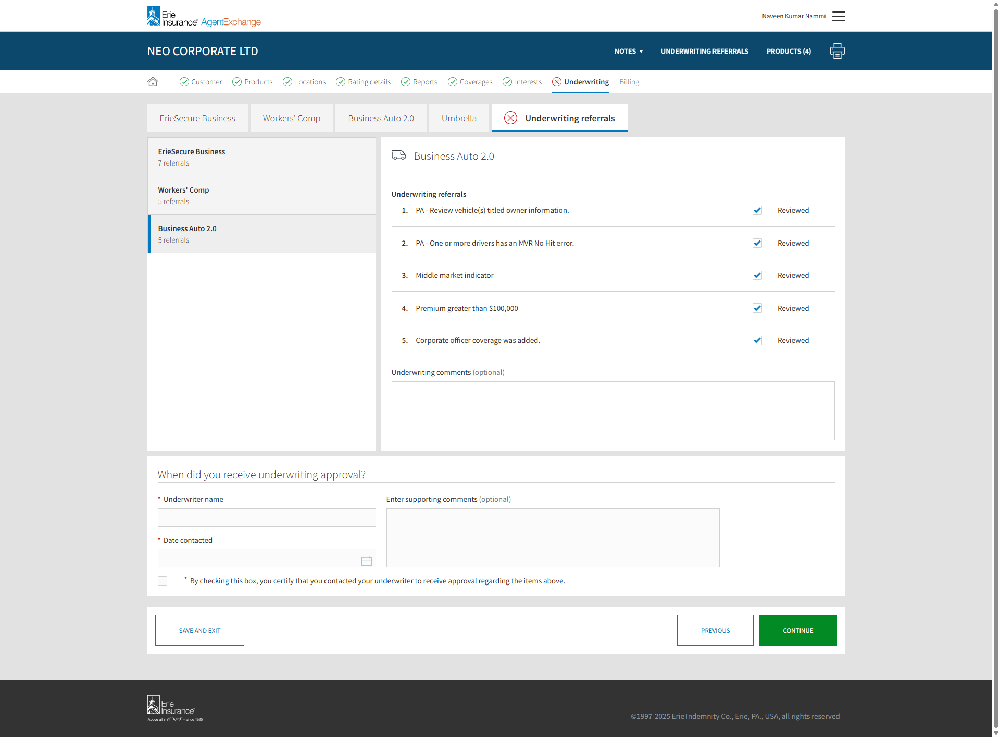 Erie
Insurance® AgentExchange
Naveen Kumar Nammi
NEO CORPORATE LTD
NOTES ▼
UNDERWRITING REFERRALS
PRODUCTS (4)
Customer
Products
Locations
Rating details
Reports
Coverages
Interests
Underwriting
Billing
ErieSecure Business
Workers' Comp
Business Auto 2.0
Umbrella
Underwriting referrals
ErieSecure Business
7 referrals
Workers' Comp
5 referrals
Business Auto 2.0
5 referrals
Business Auto 2.0
Underwriting referrals
1. PA - Review vehicle(s) titled owner information. Reviewed
2. PA - One or more drivers has an MVR No Hit error. Reviewed
3. Middle market indicator Reviewed
4. Premium greater than $100,000 Reviewed
5. Corporate officer coverage was added. Reviewed
Underwriting comments (optional)
When did you receive underwriting approval?
* Underwriter name
Enter supporting comments (optional)
* Date contacted
* By checking this box, you certify that you contacted your underwriter to receive approval regarding the items above.
SAVE AND EXIT
PREVIOUS
CONTINUE
Erie
Insurance®
Above all in SERVICE® – since 1925
©1997-2025 Erie Indemnity Co., Erie, PA., USA, all rights reserved